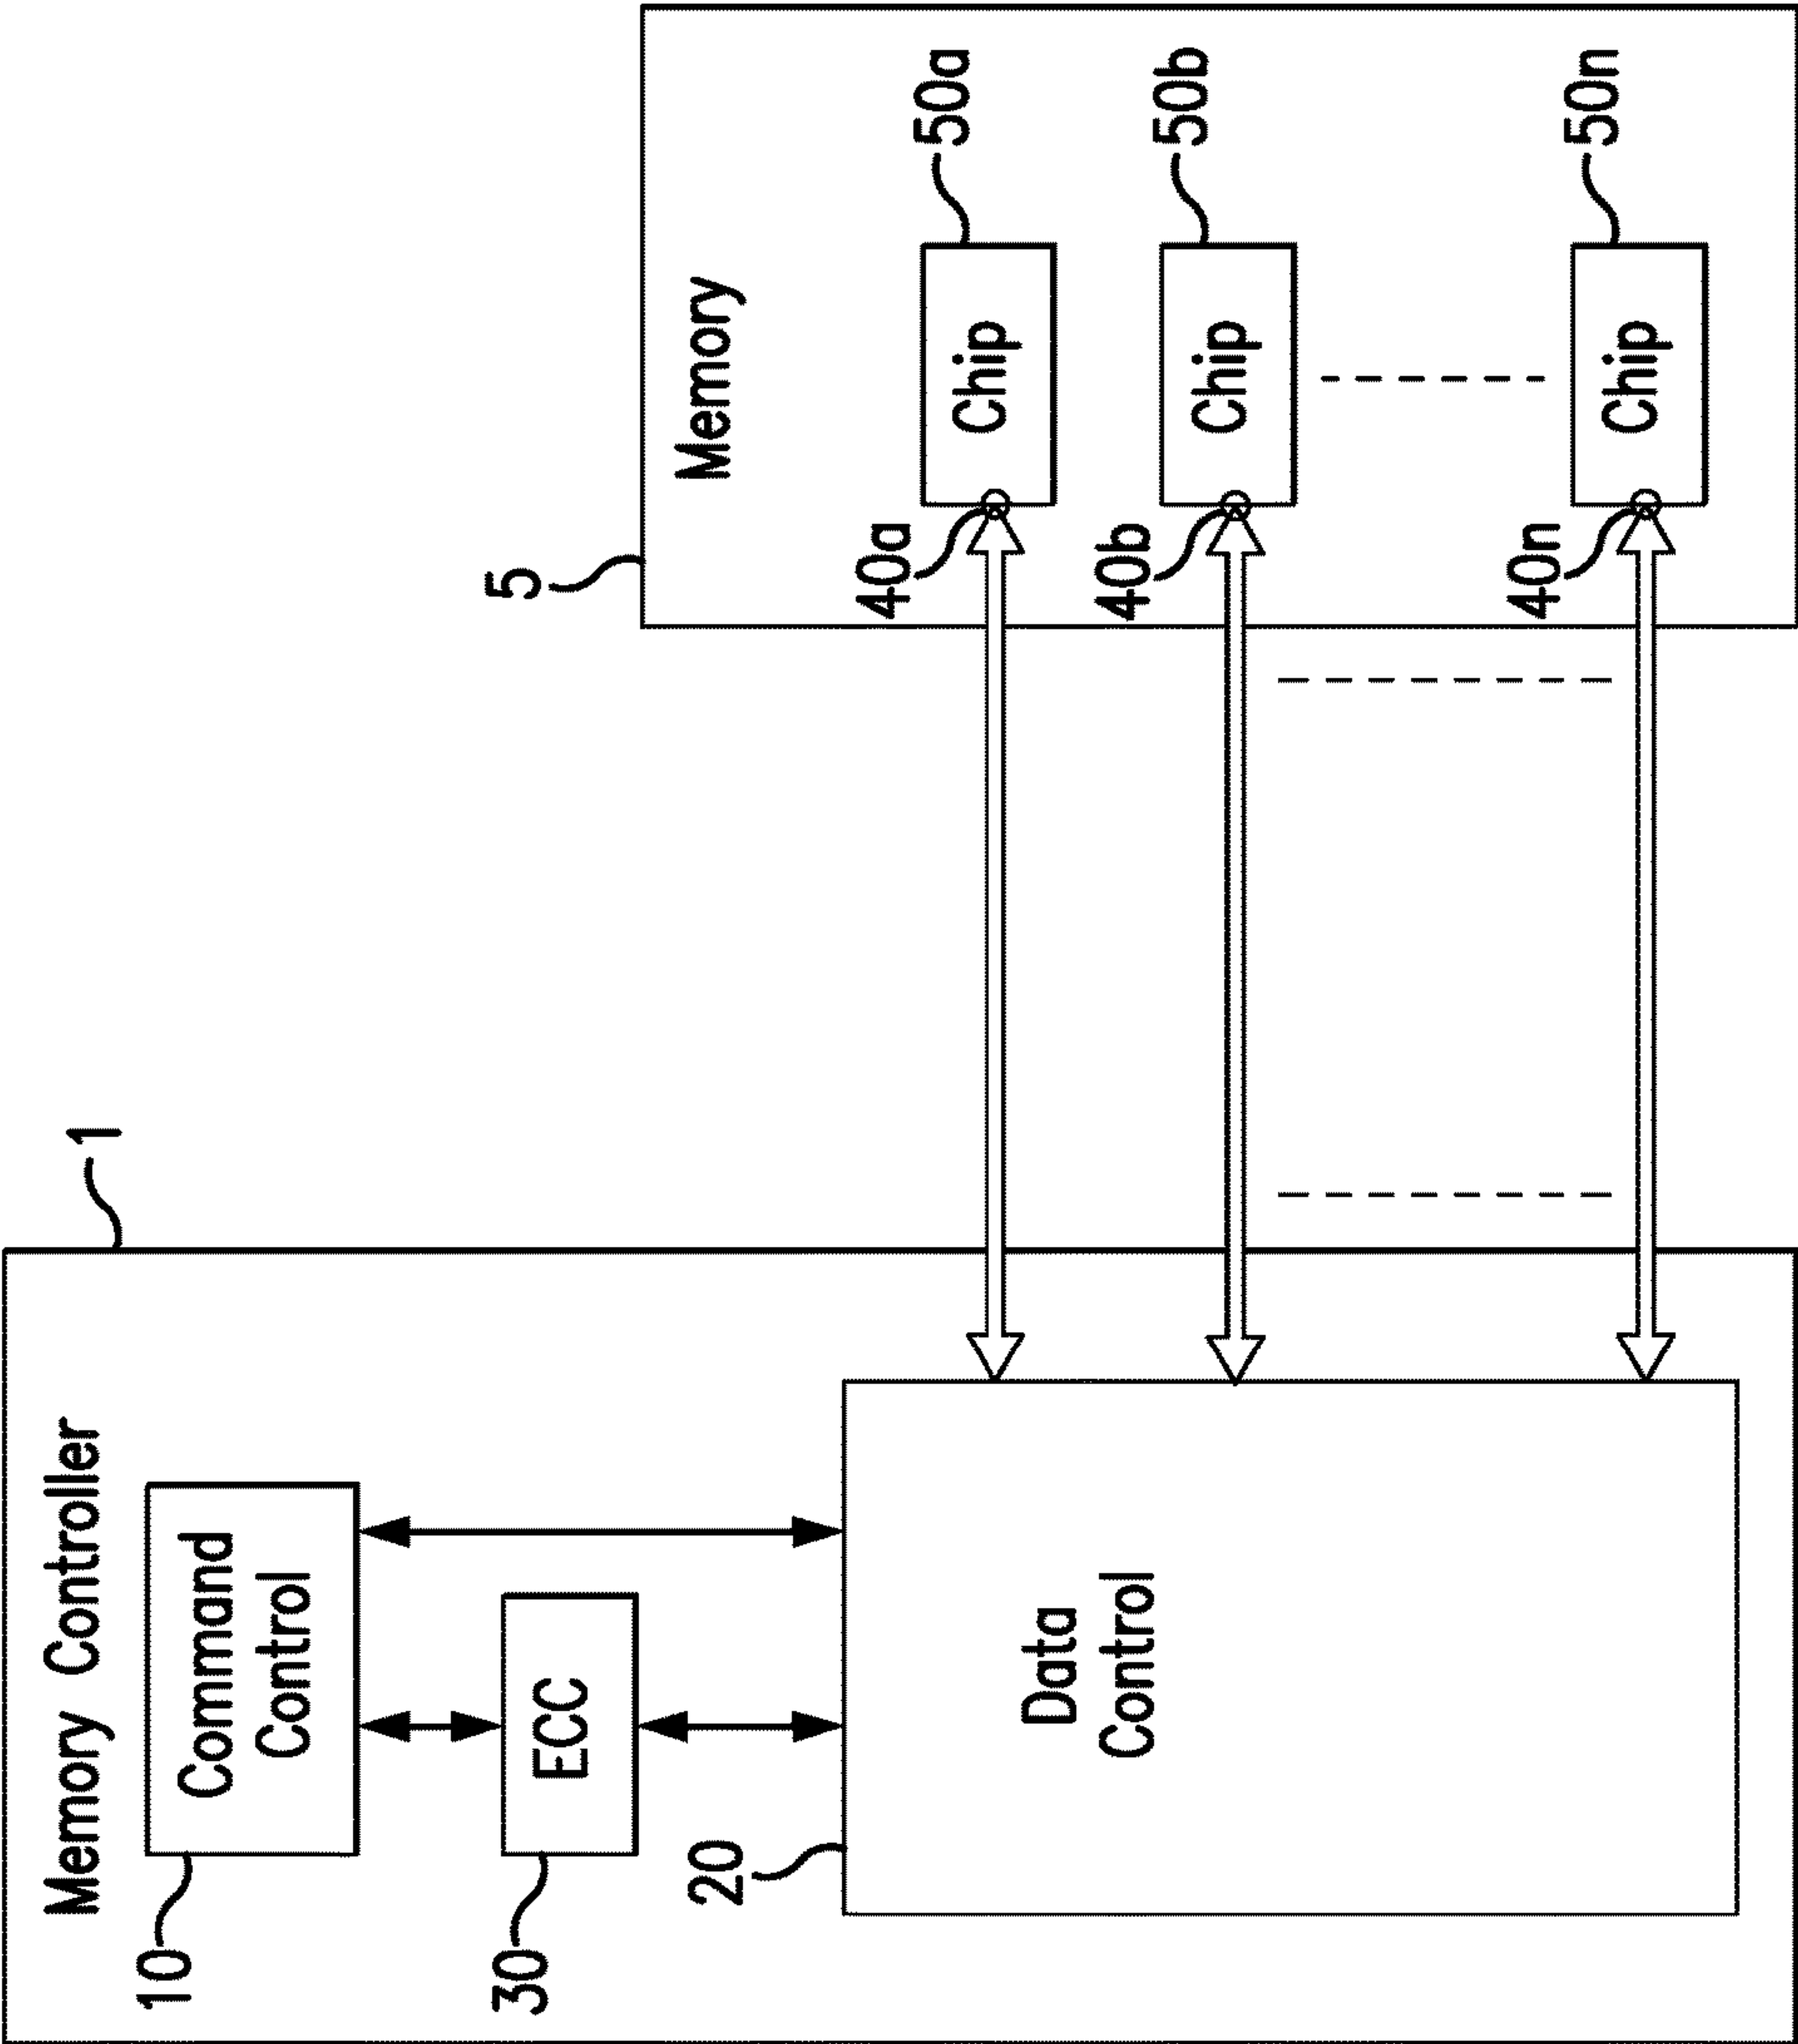 Memory Controller
1
10
Command
Control
30
ECC
20
Data
Control
5
Memory
40a
Chip
50a
40b
Chip
50b
40n
Chip
50n